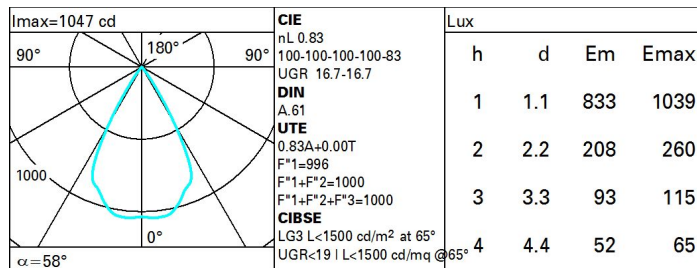 Imax=1047 cd
90°
180°
90°
1000
0°
α=58°
CIE
nL 0.83
100-100-100-100-83
UGR 16.7-16.7
DIN
A.61
UTE
0.83A+0.00T
F"1=996
F"1+F"2=1000
F"1+F"2+F"3=1000
CIBSE
LG3 L<1500 cd/m² at 65°
UGR<19 | L<1500 cd/mq @65°
Lux
h d Em Emax
1 1.1 833 1039
2 2.2 208 260
3 3.3 93 115
4 4.4 52 65